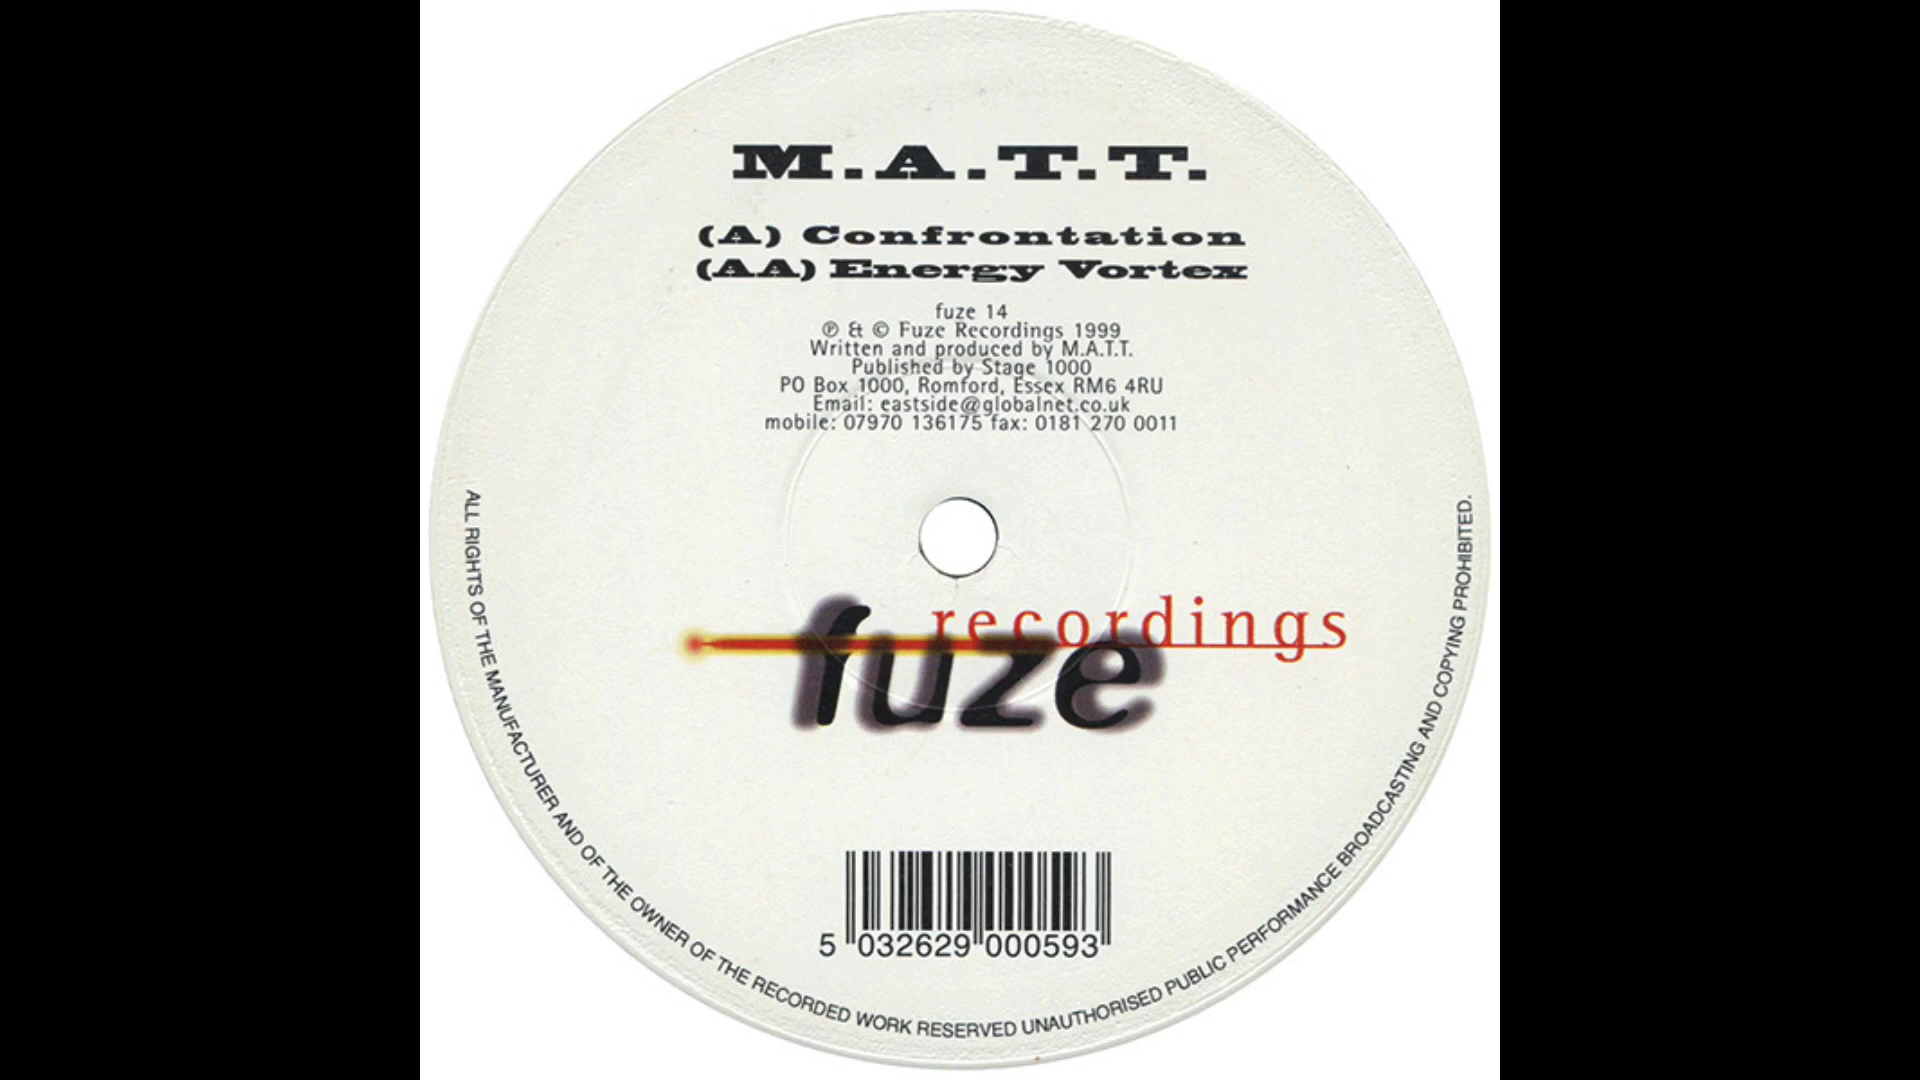 M.A.T.T.
(A) Confrontation
(AA) Energy Vortex
fuze 14
℗ & © Fuze Recordings 1999
Written and produced by M.A.T.T.
Published by Stage 1000
PO Box 1000, Romford, Essex RM6 4RU
Email: eastside@globalnet.co.uk
mobile: 07970 136175 fax: 0181 270 0011
recordings
fuze
5 032629 000593
ALL RIGHTS OF THE MANUFACTURER AND OF THE OWNER OF THE RECORDED WORK RESERVED UNAUTHORISED PUBLIC PERFORMANCE BROADCASTING AND COPYING PROHIBITED.